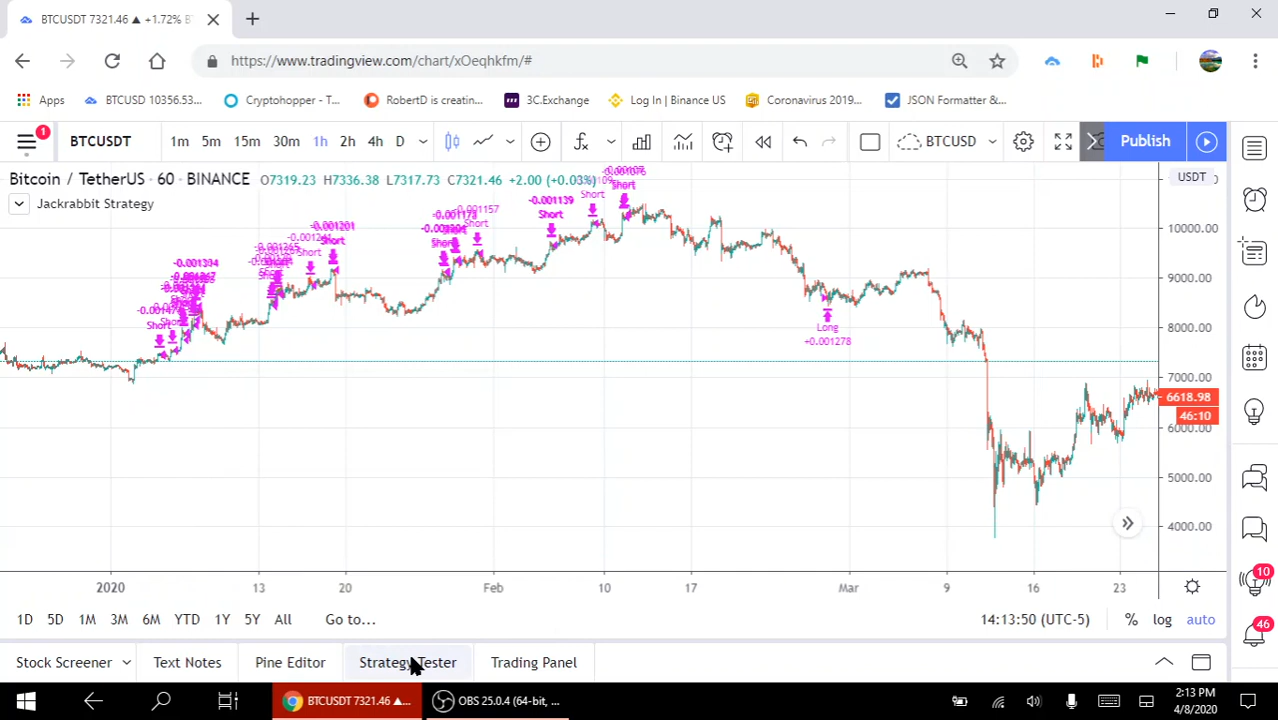 BTCUSDT 7321.46 ▲ +1.72%
https://www.tradingview.com/chart/xOeqhkfm/#
Apps BTCUSD 10356.53... Cryptohopper - T... RobertD is creatin... 3C.Exchange Log In | Binance US Coronavirus 2019... JSON Formatter &...
1 BTCUSDT 1m 5m 15m 30m 1h 2h 4h D BTCUSD Publish
Bitcoin / TetherUS · 60 · BINANCE O7319.23 H7336.38 L7317.73 C7321.46 +2.00 (+0.03%)
USDT
Jackrabbit Strategy
Short
-0.001157
-0.001139
Short
Short
Short
-0.001201
Short
Short
-0.001394
Short
Long
+0.001278
10000.00
9000.00
8000.00
7000.00
6618.98
46:10
6000.00
5000.00
4000.00
2020 13 20 Feb 10 17 Mar 9 16 23
1D 5D 1M 3M 6M YTD 1Y 5Y All Go to... 14:13:50 (UTC-5) % log auto
10
46
Stock Screener Text Notes Pine Editor Strategy Tester Trading Panel
BTCUSDT 7321.46 ▲... OBS 25.0.4 (64-bit, ...
2:13 PM
4/8/2020